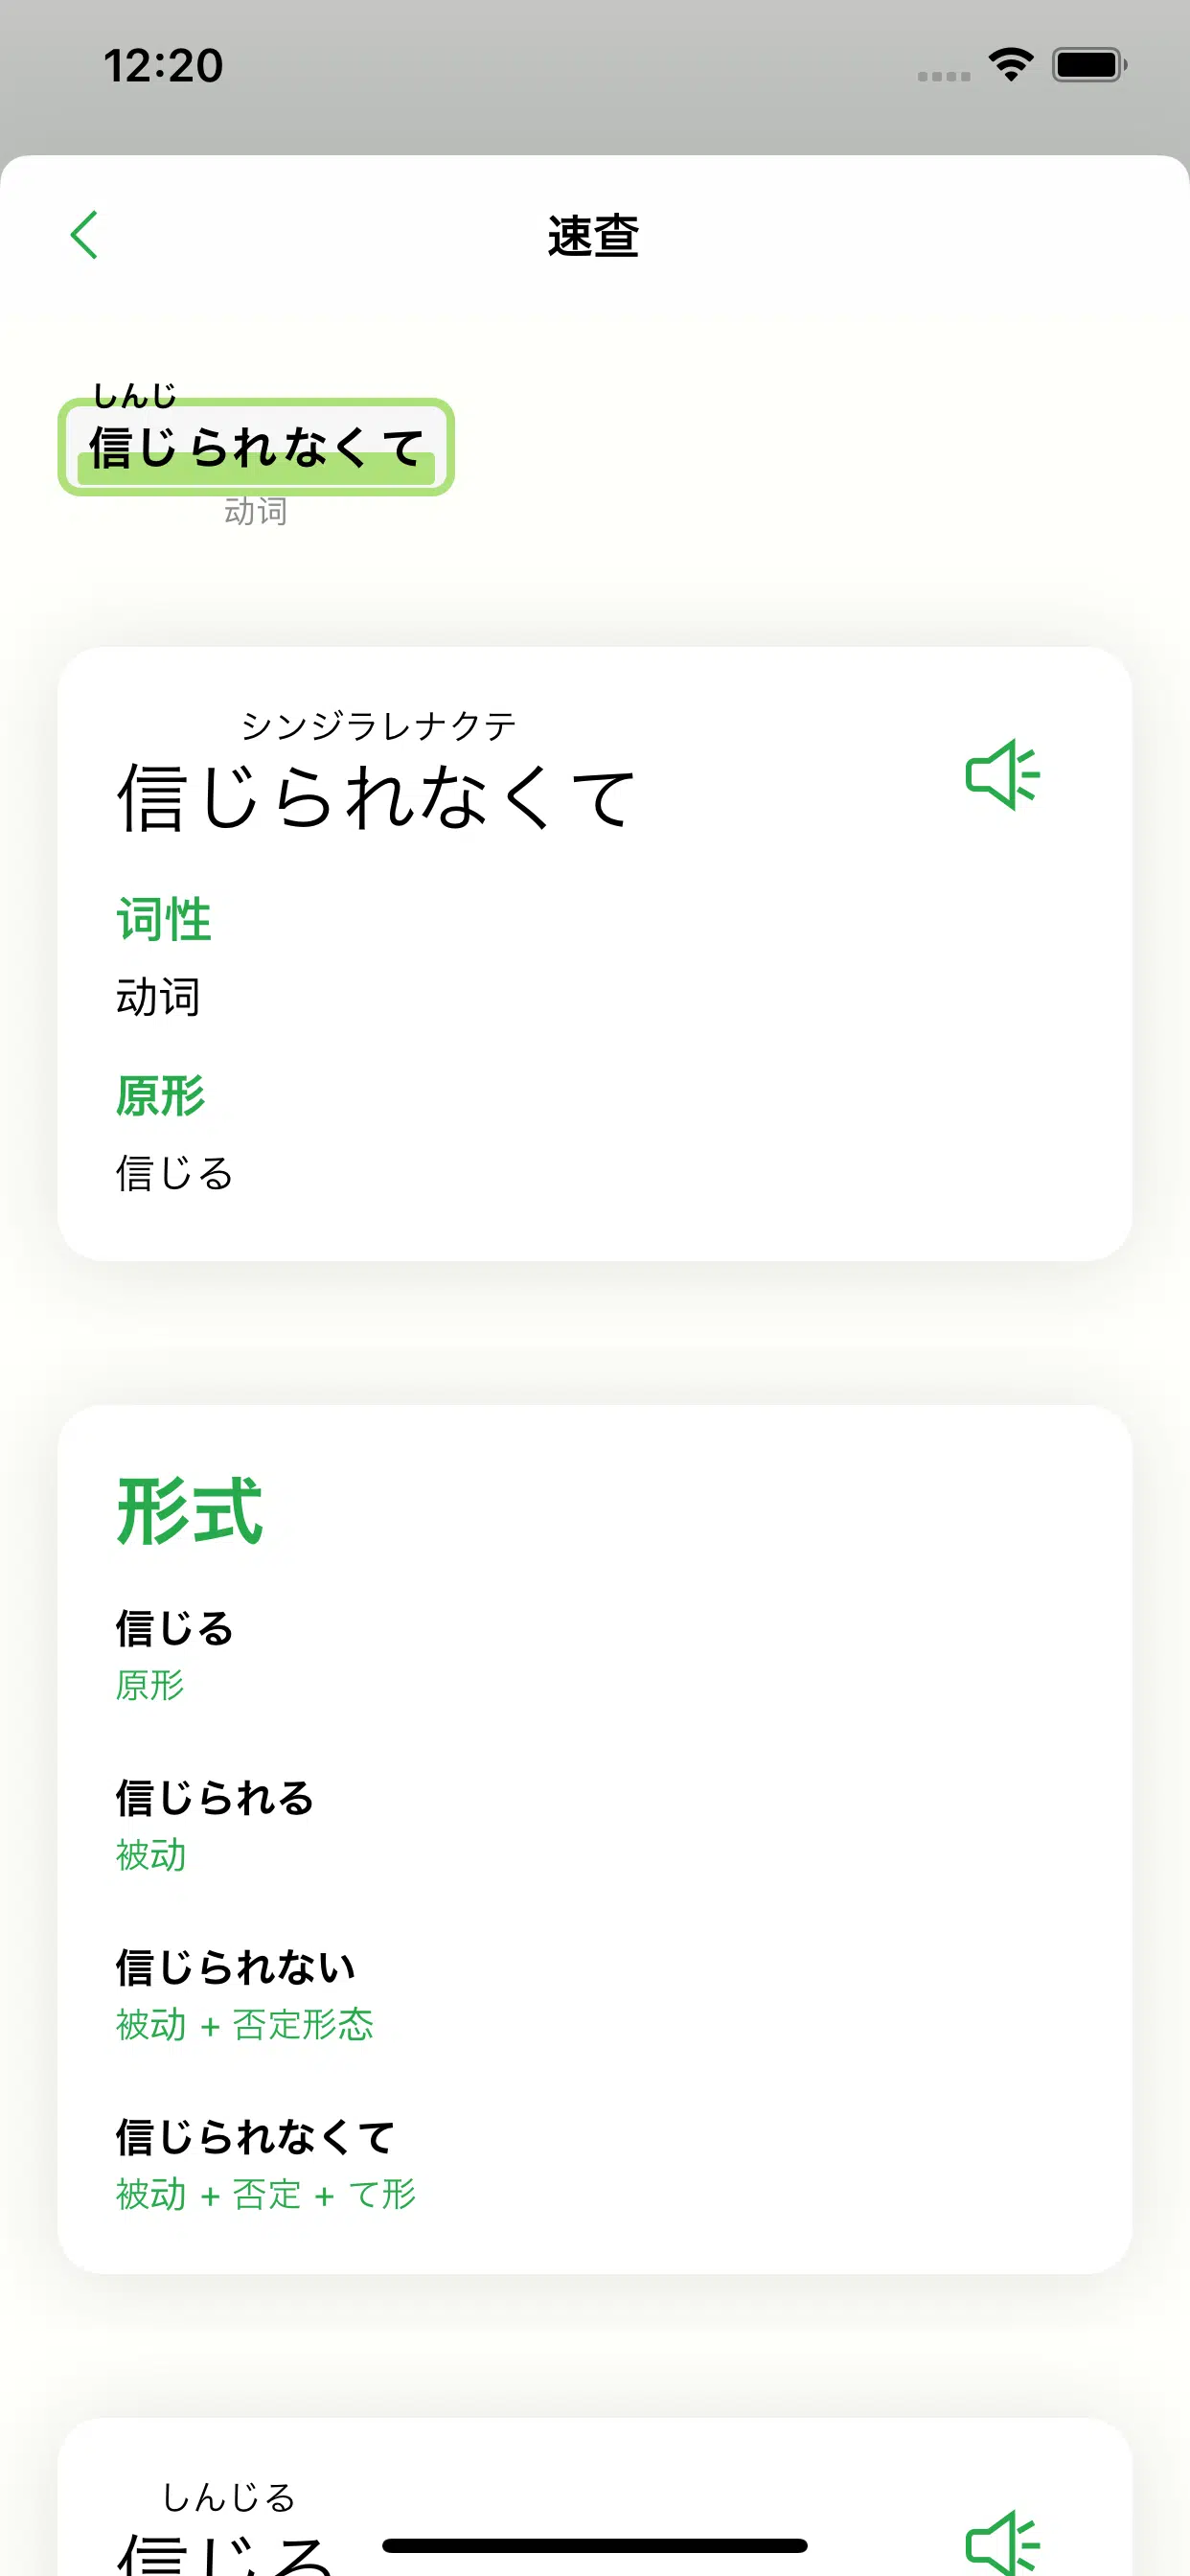 12:20
速查
しんじ
信じられなくて
动词
シンジラレナクテ
信じられなくて
词性
动词
原形
信じる
形式
信じる
原形
信じられる
被动
信じられない
被动 + 否定形态
信じられなくて
被动 + 否定 + て形
しんじる
信じる